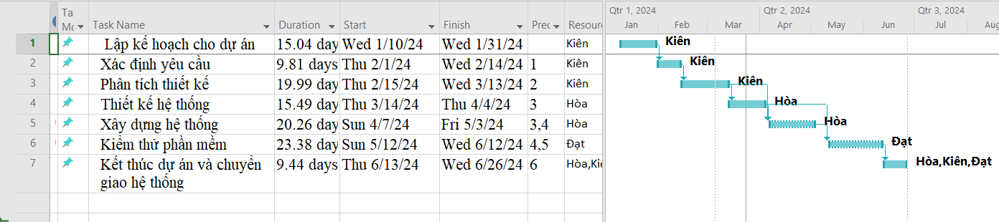 Qtr 1, 2024 Qtr 2, 2024 Qtr 3, 2024
Ta
Mo Task Name Duration Start Finish Prec Resour Jan Feb Mar Apr May Jun Jul Aug
1 Lập kế hoạch cho dự án 15.04 day Wed 1/10/24 Wed 1/31/24 Kiên Kiên
2 Xác định yêu cầu 9.81 days Thu 2/1/24 Wed 2/14/24 1 Kiên Kiên
3 Phân tích thiết kế 19.99 day Thu 2/15/24 Wed 3/13/24 2 Kiên Kiên
4 Thiết kế hệ thống 15.49 day Thu 3/14/24 Thu 4/4/24 3 Hòa Hòa
5 Xây dựng hệ thống 20.26 day Sun 4/7/24 Fri 5/3/24 3,4 Hòa Hòa
6 Kiểm thử phần mềm 23.38 day Sun 5/12/24 Wed 6/12/24 4,5 Đạt Đạt
7 Kết thúc dự án và chuyển 9.44 days Thu 6/13/24 Wed 6/26/24 6 Hòa,Kiê Hòa,Kiên,Đạt
giao hệ thống